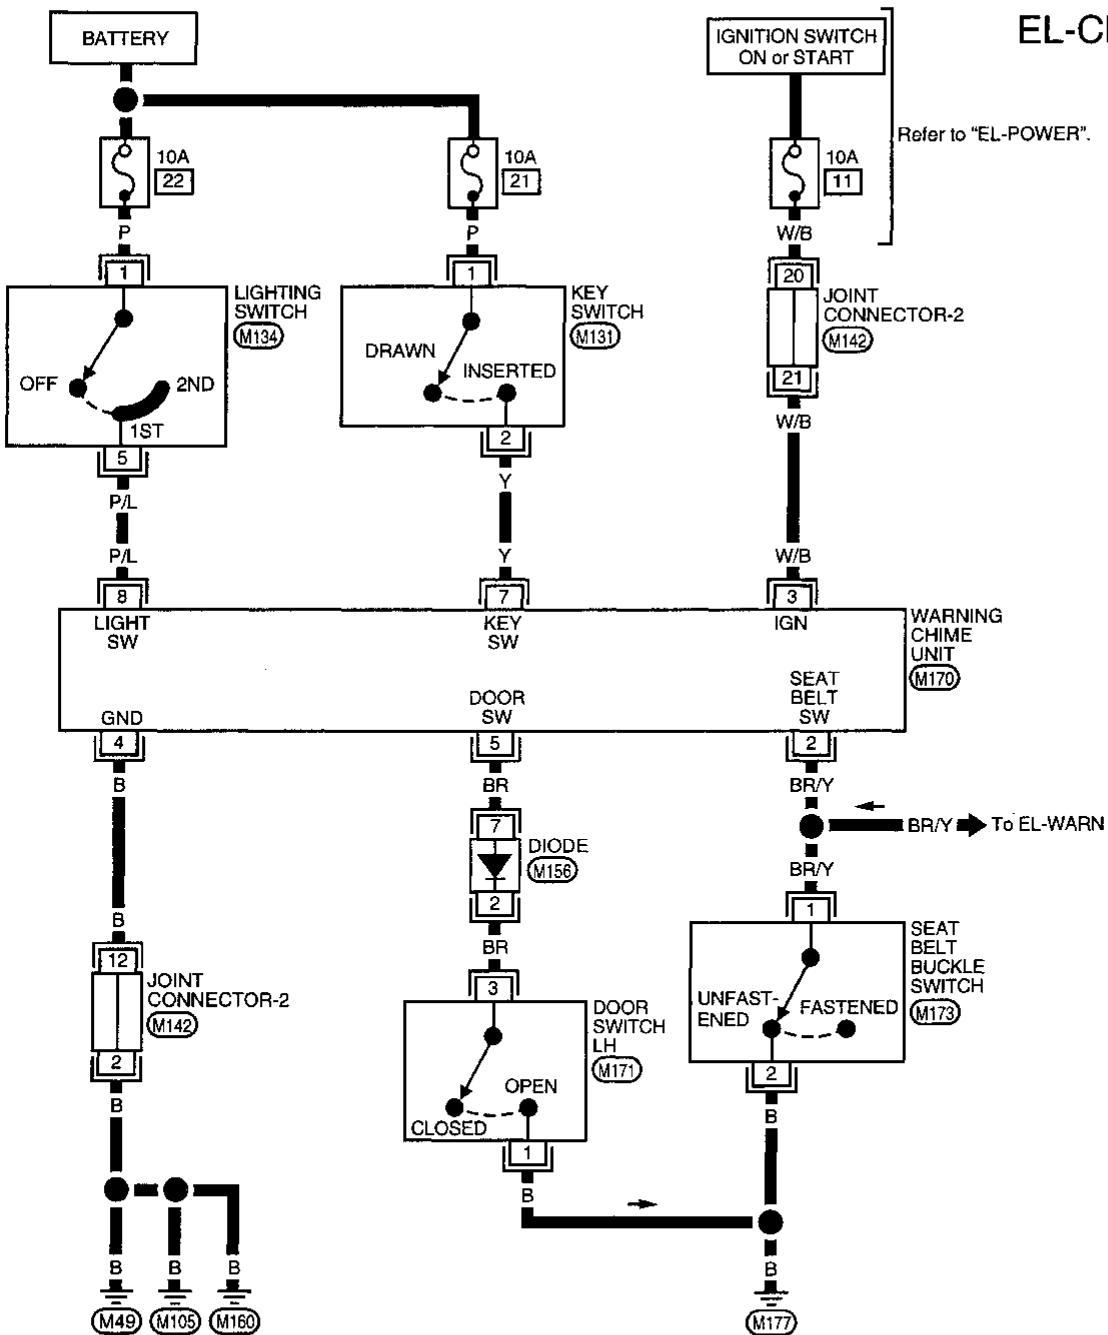 EL-C
BATTERY
IGNITION SWITCH
ON or START
Refer to "EL-POWER".
10A
22
10A
21
10A
11
P
P
W/B
1
1
20
LIGHTING
SWITCH
M134
KEY
SWITCH
M131
JOINT
CONNECTOR-2
M142
OFF
2ND
1ST
DRAWN
INSERTED
21
5
2
W/B
P/L
Y
P/L
Y
W/B
8
7
3
LIGHT
SW
KEY
SW
IGN
WARNING
CHIME
UNIT
M170
GND
DOOR
SW
SEAT
BELT
SW
4
5
2
B
BR
BR/Y
7
DIODE
M156
2
BR/Y
To EL-WARN
BR/Y
B
BR
1
12
3
JOINT
CONNECTOR-2
M142
2
DOOR
SWITCH
LH
M171
SEAT
BELT
BUCKLE
SWITCH
M173
UNFAST-
ENED
FASTENED
OPEN
CLOSED
2
B
1
B
B
B
B
B
B
M49
M105
M160
M177